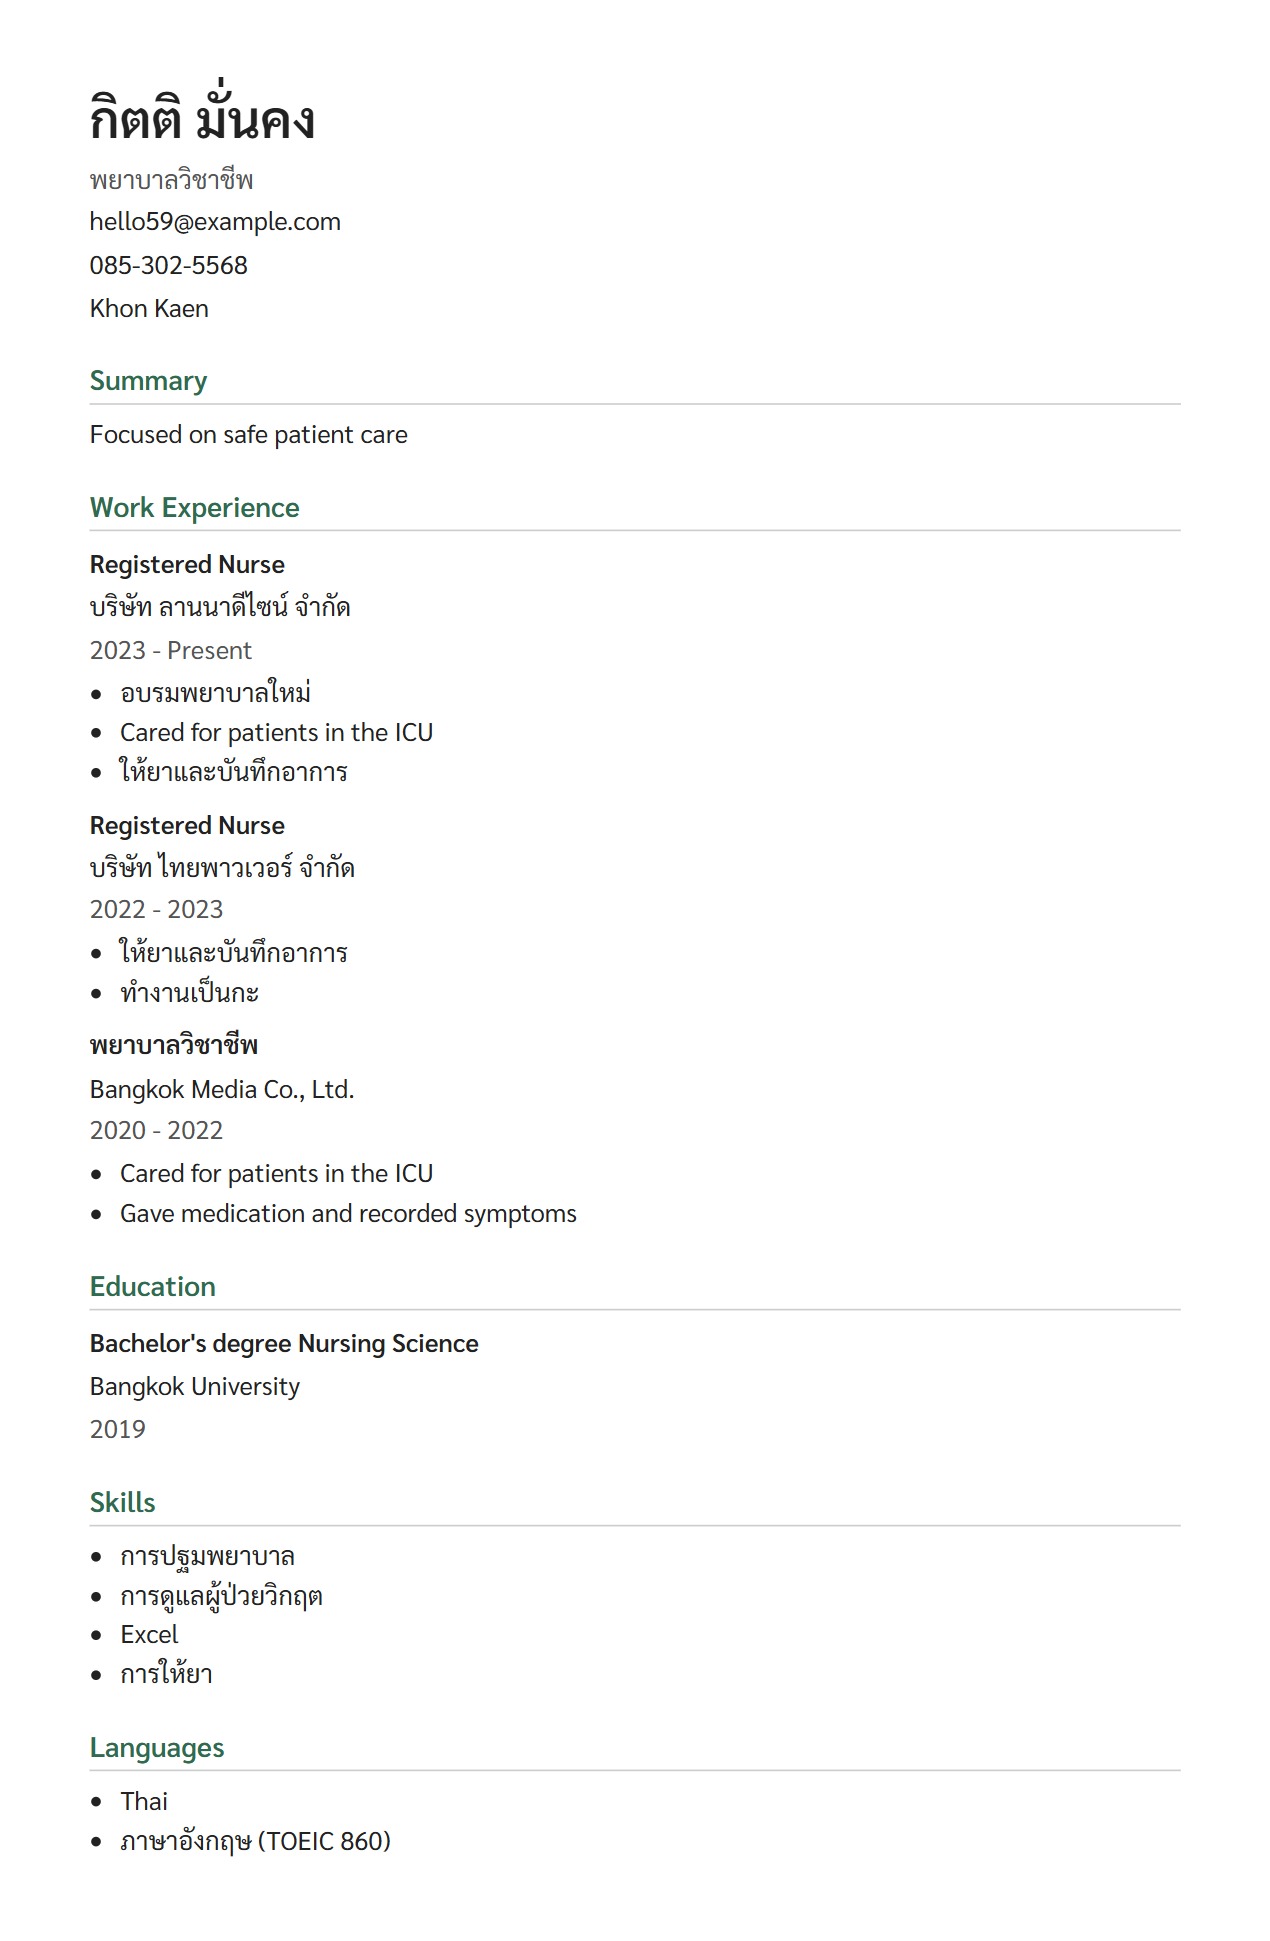 กิตติ มั่นคง
พยาบาลวิชาชีพ
hello59@example.com
085-302-5568
Khon Kaen
Summary
Focused on safe patient care
Work Experience
Registered Nurse
บริษัท ลานนาดีไซน์ จำกัด
2023 - Present
• อบรมพยาบาลใหม่
• Cared for patients in the ICU
• ให้ยาและบันทึกอาการ
Registered Nurse
บริษัท ไทยพาวเวอร์ จำกัด
2022 - 2023
• ให้ยาและบันทึกอาการ
• ทำงานเป็นกะ
พยาบาลวิชาชีพ
Bangkok Media Co., Ltd.
2020 - 2022
• Cared for patients in the ICU
• Gave medication and recorded symptoms
Education
Bachelor's degree Nursing Science
Bangkok University
2019
Skills
• การปฐมพยาบาล
• การดูแลผู้ป่วยวิกฤต
• Excel
• การให้ยา
Languages
• Thai
• ภาษาอังกฤษ (TOEIC 860)